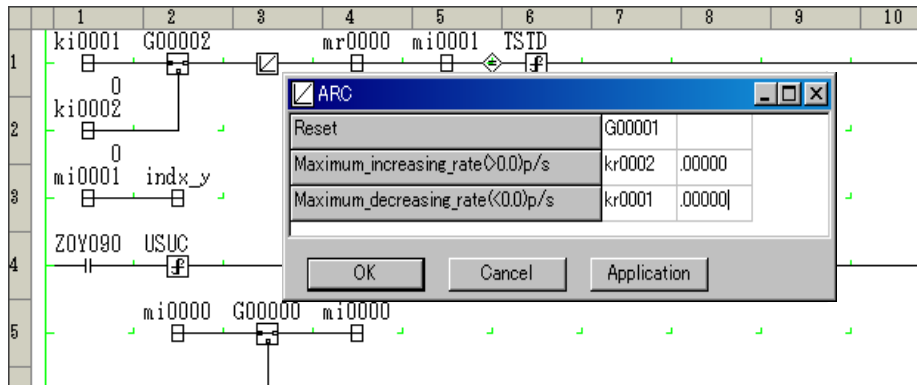 1 2 3 4 5 6 7 8 9 10
ki0001 G00002 mr0000 mi0001 TSTD
1
0
ARC
ki0002
2
Reset G00001
0
Maximum_increasing_rate(>0.0)p/s kr0002 .00000
mi0001 indx_y
3
Maximum_decreasing_rate(<0.0)p/s kr0001 .00000
Z0Y090 USUC
4
OK Cancel Application
mi0000 G00000 mi0000
5